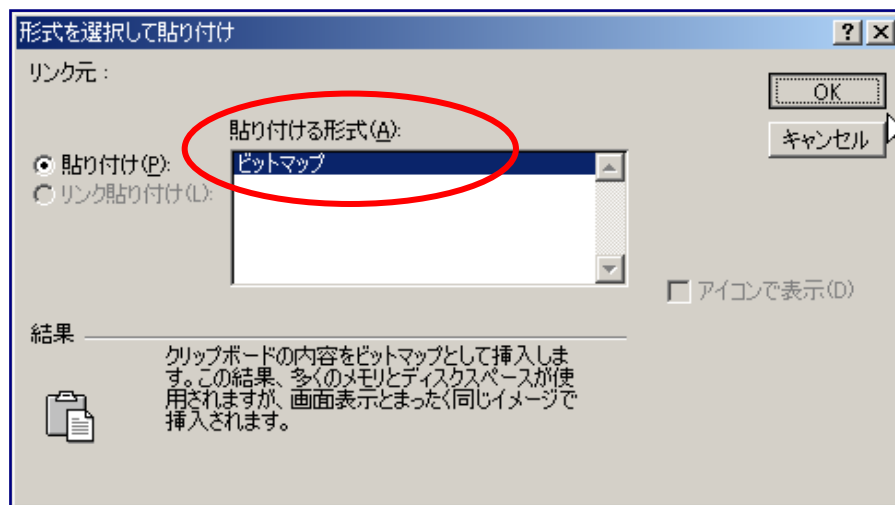 形式を選択して貼り付け
リンク元：
OK
キャンセル
貼り付ける形式(A):
貼り付け(P):
ビットマップ
リンク貼り付け(L):
アイコンで表示(D)
結果
クリップボードの内容をビットマップとして挿入しま
す。この結果、多くのメモリとディスクスペースが使
用されますが、画面表示とまったく同じイメージで
挿入されます。